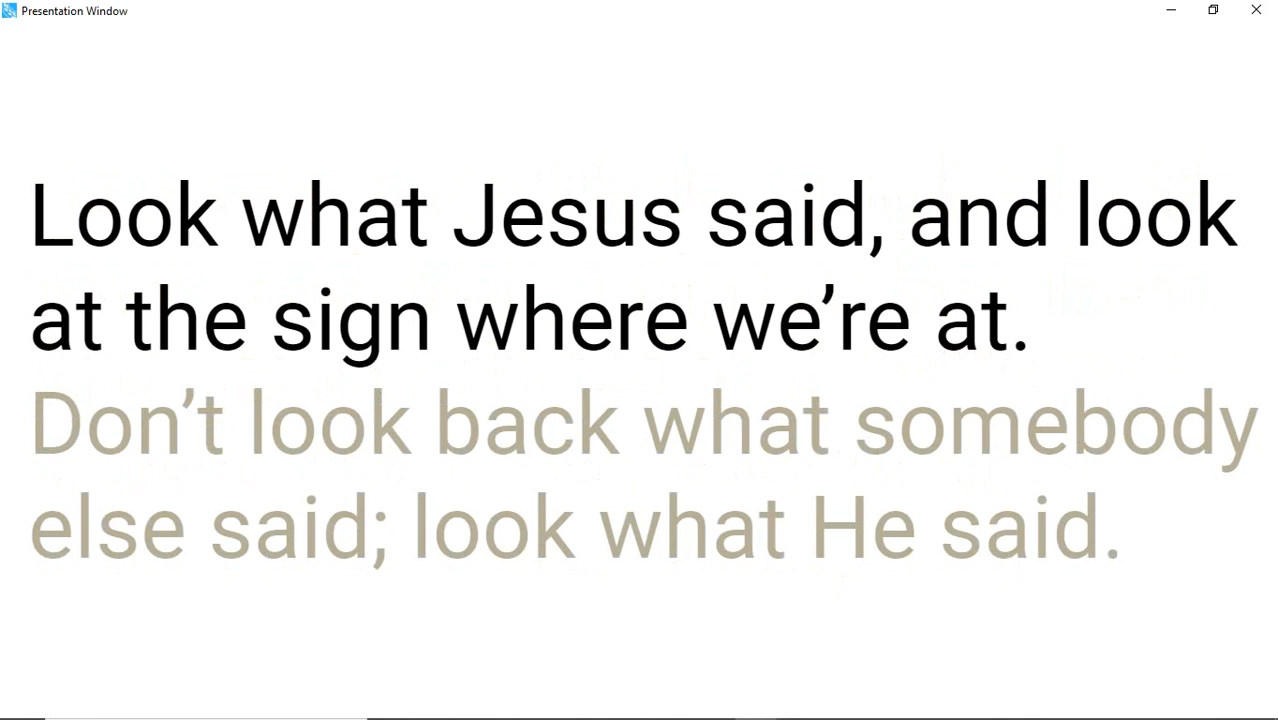 Presentation Window
Look what Jesus said, and look
at the sign where we’re at.
Don’t look back what somebody
else said; look what He said.